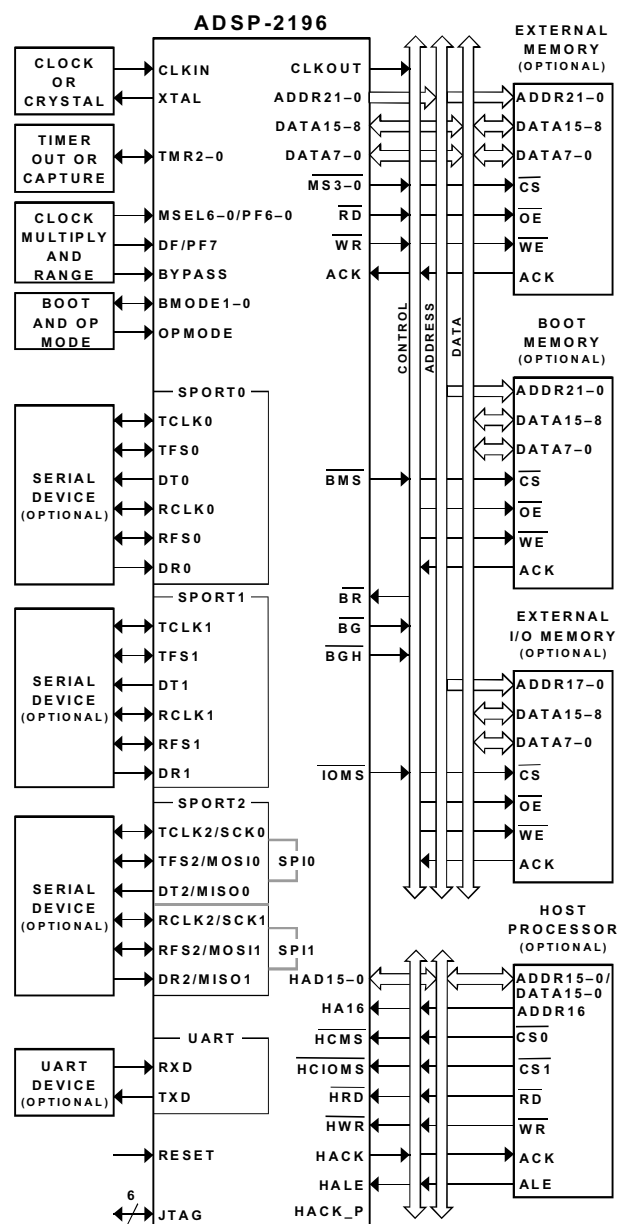 ADSP-2196
CLOCK
OR
CRYSTAL
CLKIN
XTAL
TIMER
OUT OR
CAPTURE
TMR2–0
CLOCK
MULTIPLY
AND
RANGE
MSEL6–0/PF6–0
DF/PF7
BYPASS
BOOT
AND OP
MODE
BMODE1–0
OPMODE
SPORT0
SERIAL
DEVICE
(OPTIONAL)
TCLK0
TFS0
DT0
RCLK0
RFS0
DR0
SPORT1
SERIAL
DEVICE
(OPTIONAL)
TCLK1
TFS1
DT1
RCLK1
RFS1
DR1
SPORT2
SERIAL
DEVICE
(OPTIONAL)
TCLK2/SCK0
TFS2/MOSI0
DT2/MISO0
SPI0
RCLK2/SCK1
RFS2/MOSI1
DR2/MISO1
SPI1
UART
UART
DEVICE
(OPTIONAL)
RXD
TXD
RESET
6
JTAG
CLKOUT
ADDR21–0
DATA15–8
DATA7–0
MS3–0
RD
WR
ACK
BMS
BR
BG
BGH
IOMS
HAD15–0
HA16
HCMS
HCIOMS
HRD
HWR
HACK
HALE
HACK_P
CONTROL
ADDRESS
DATA
EXTERNAL
MEMORY
(OPTIONAL)
ADDR21–0
DATA15–8
DATA7–0
CS
OE
WE
ACK
BOOT
MEMORY
(OPTIONAL)
ADDR21–0
DATA15–8
DATA7–0
CS
OE
WE
ACK
EXTERNAL
I/O MEMORY
(OPTIONAL)
ADDR17–0
DATA15–8
DATA7–0
CS
OE
WE
ACK
HOST
PROCESSOR
(OPTIONAL)
ADDR15–0/
DATA15–0
ADDR16
CS0
CS1
RD
WR
ACK
ALE